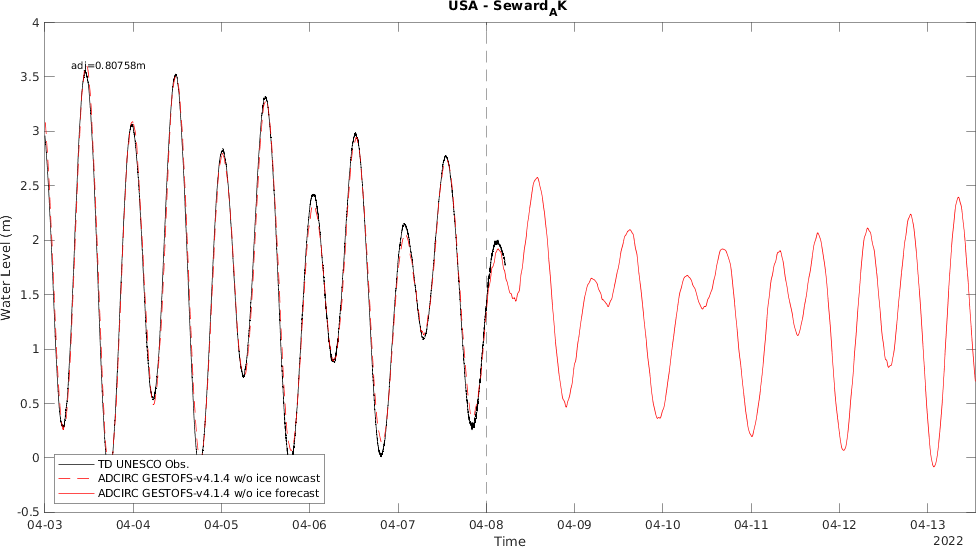 USA - Seward_AK
4
3.5
3
2.5
2
1.5
1
0.5
0
-0.5
Water Level (m)
adj=0.80758m
TD UNESCO Obs.
ADCIRC GESTOFS-v4.1.4 w/o ice nowcast
ADCIRC GESTOFS-v4.1.4 w/o ice forecast
04-03 04-04 04-05 04-06 04-07 04-08 04-09 04-10 04-11 04-12 04-13
Time
2022